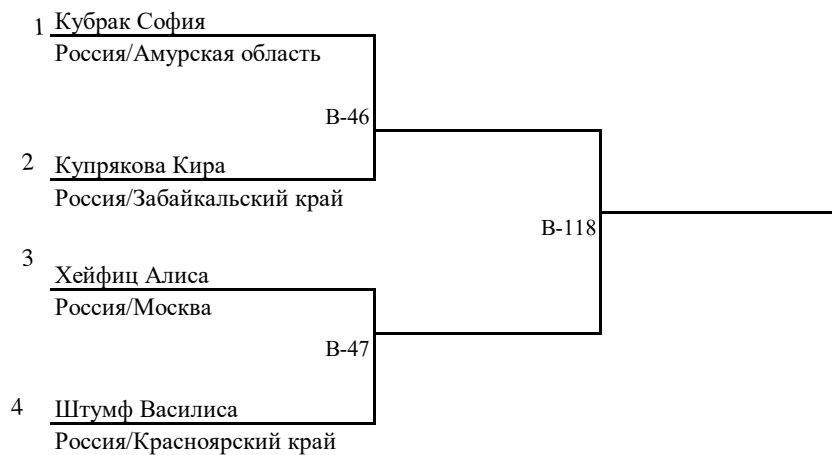 1 Кубрак София
Россия/Амурская область
В-46
2 Купрякова Кира
Россия/Забайкальский край
В-118
3 Хейфиц Алиса
Россия/Москва
В-47
4 Штумф Василиса
Россия/Красноярский край